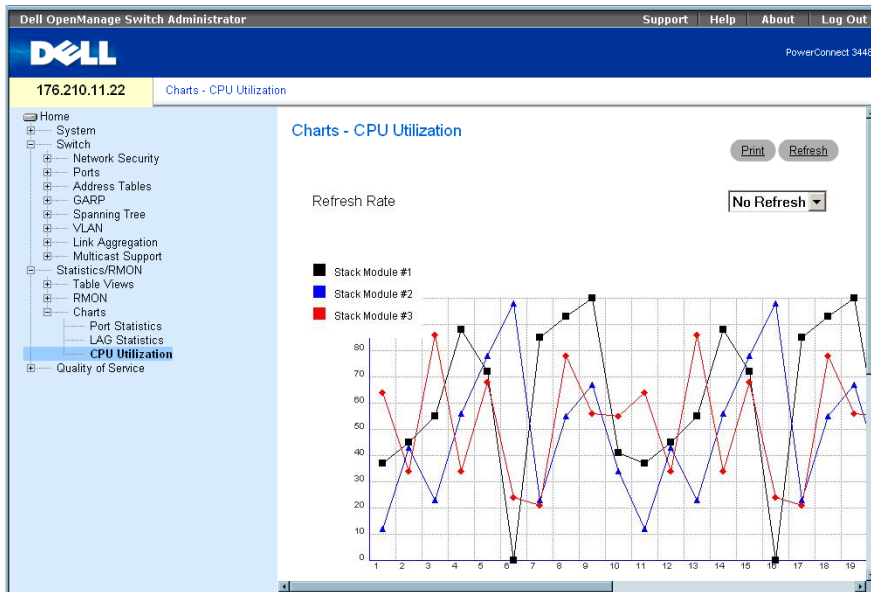 Dell OpenManage Switch Administrator
Support Help About Log Out
DELL
PowerConnect 3448
176.210.11.22
Charts - CPU Utilization
Home
System
Switch
Network Security
Ports
Address Tables
GARP
Spanning Tree
VLAN
Link Aggregation
Multicast Support
Statistics/RMON
Table Views
RMON
Charts
Port Statistics
LAG Statistics
CPU Utilization
Quality of Service
Charts - CPU Utilization
Print Refresh
Refresh Rate
No Refresh
Stack Module #1
Stack Module #2
Stack Module #3
80
70
60
50
40
30
20
10
0
1 2 3 4 5 6 7 8 9 10 11 12 13 14 15 16 17 18 19